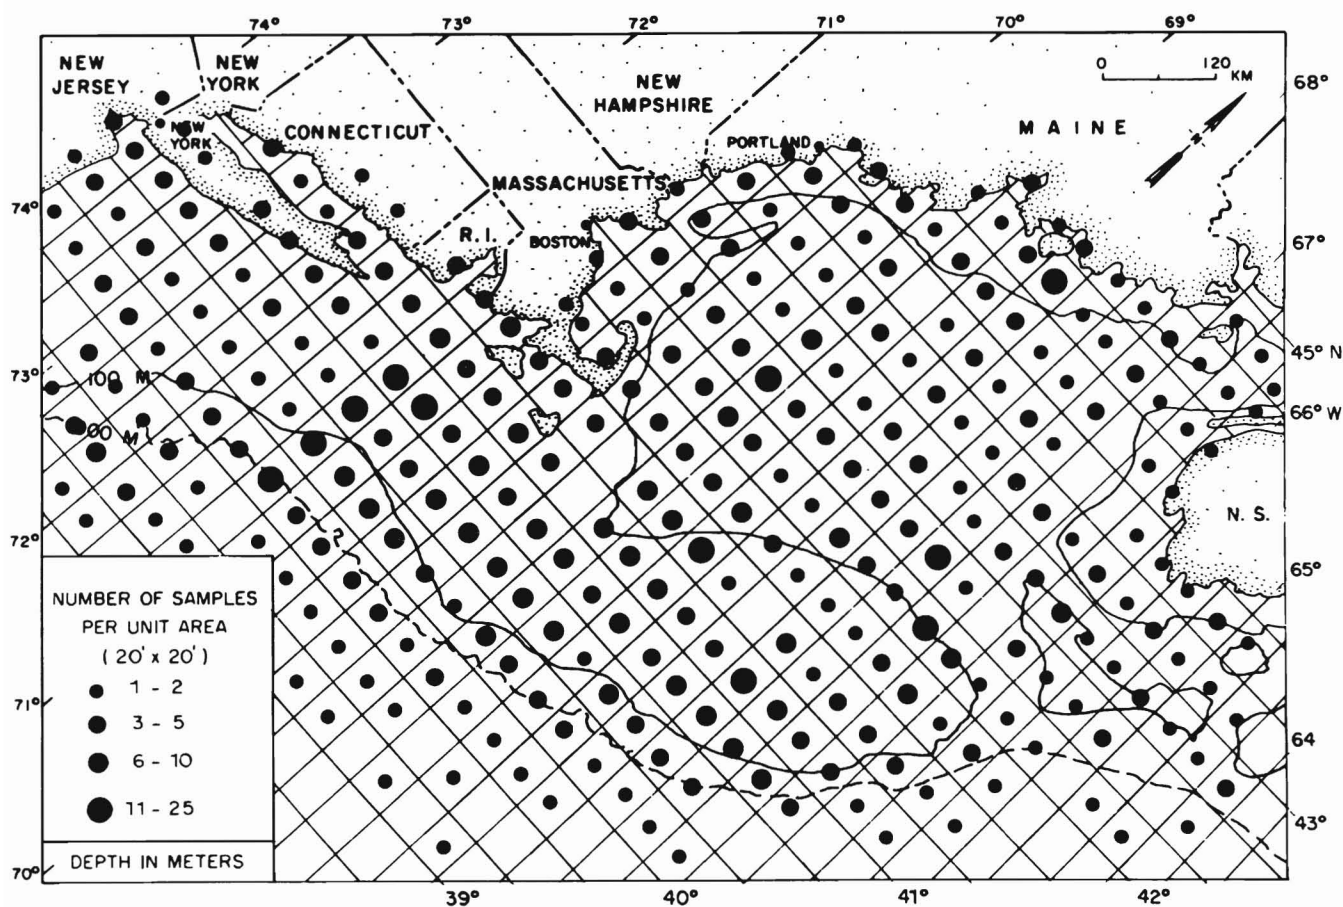 74° 73° 72° 71° 70° 69°
NEW JERSEY
NEW YORK
NEW YORK
CONNECTICUT
NEW HAMPSHIRE
MASSACHUSETTS
R.I.
BOSTON
PORTLAND
MAINE
0 120 KM
N
68°
67°
45° N
66° W
N. S.
65°
64
43°
74°
73°
100 M
00 M
72°
71°
70°
NUMBER OF SAMPLES
PER UNIT AREA
(20' x 20')
1 - 2
3 - 5
6 - 10
11 - 25
DEPTH IN METERS
39° 40° 41° 42°